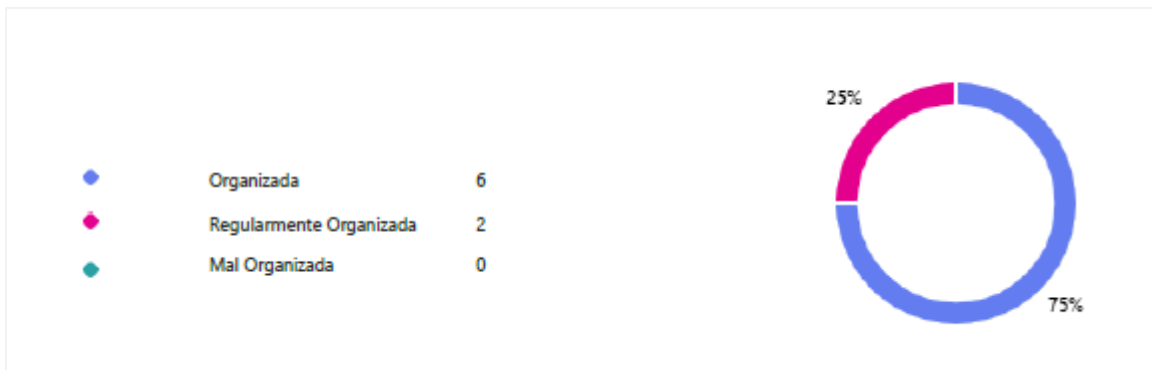 Organizada 6
Regularmente Organizada 2
Mal Organizada 0
25%
75%